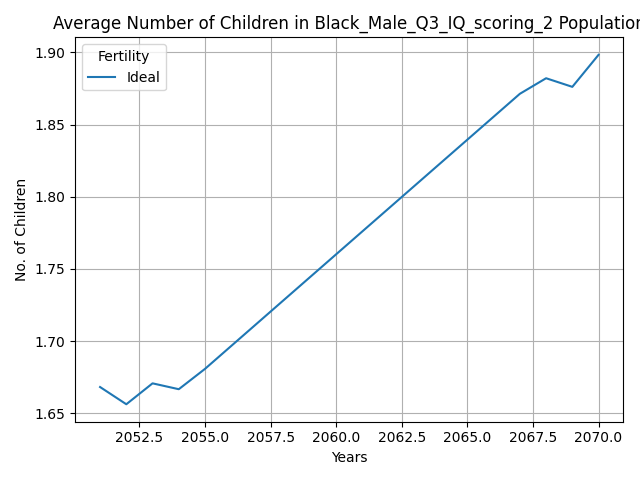 Average Number of Children in Black_Male_Q3_IQ_scoring_2 Population
Fertility
Ideal
1.90
1.85
1.80
1.75
1.70
1.65
No. of Children
2052.5 2055.0 2057.5 2060.0 2062.5 2065.0 2067.5 2070.0
Years